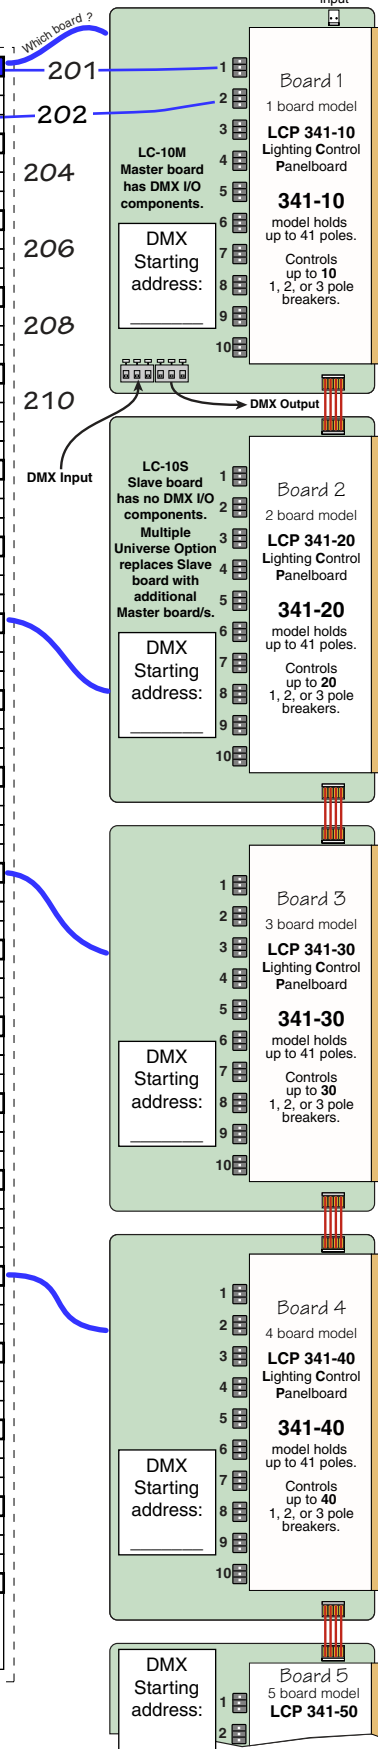 Input
Which board ?
201
202
204
206
208
210
1
2
3
4
5
6
7
8
9
10
LC-10M
Master board
has DMX I/O
components.
DMX
Starting
address:
_______
Board 1
1 board model
LCP 341-10
Lighting Control
Panelboard
341-10
model holds
up to 41 poles.
Controls
up to 10
1, 2, or 3 pole
breakers.
DMX Output
DMX Input
LC-10S
Slave board
has no DMX I/O
components.
Multiple
Universe Option
replaces Slave
board with
additional
Master board/s.
DMX
Starting
address:
_______
1
2
3
4
5
6
7
8
9
10
Board 2
2 board model
LCP 341-20
Lighting Control
Panelboard
341-20
model holds
up to 41 poles.
Controls
up to 20
1, 2, or 3 pole
breakers.
1
2
3
4
5
6
7
8
9
10
DMX
Starting
address:
_______
Board 3
3 board model
LCP 341-30
Lighting Control
Panelboard
341-30
model holds
up to 41 poles.
Controls
up to 30
1, 2, or 3 pole
breakers.
1
2
3
4
5
6
7
8
9
10
DMX
Starting
address:
_______
Board 4
4 board model
LCP 341-40
Lighting Control
Panelboard
341-40
model holds
up to 41 poles.
Controls
up to 40
1, 2, or 3 pole
breakers.
DMX
Starting
address:
1
2
Board 5
5 board model
LCP 341-50